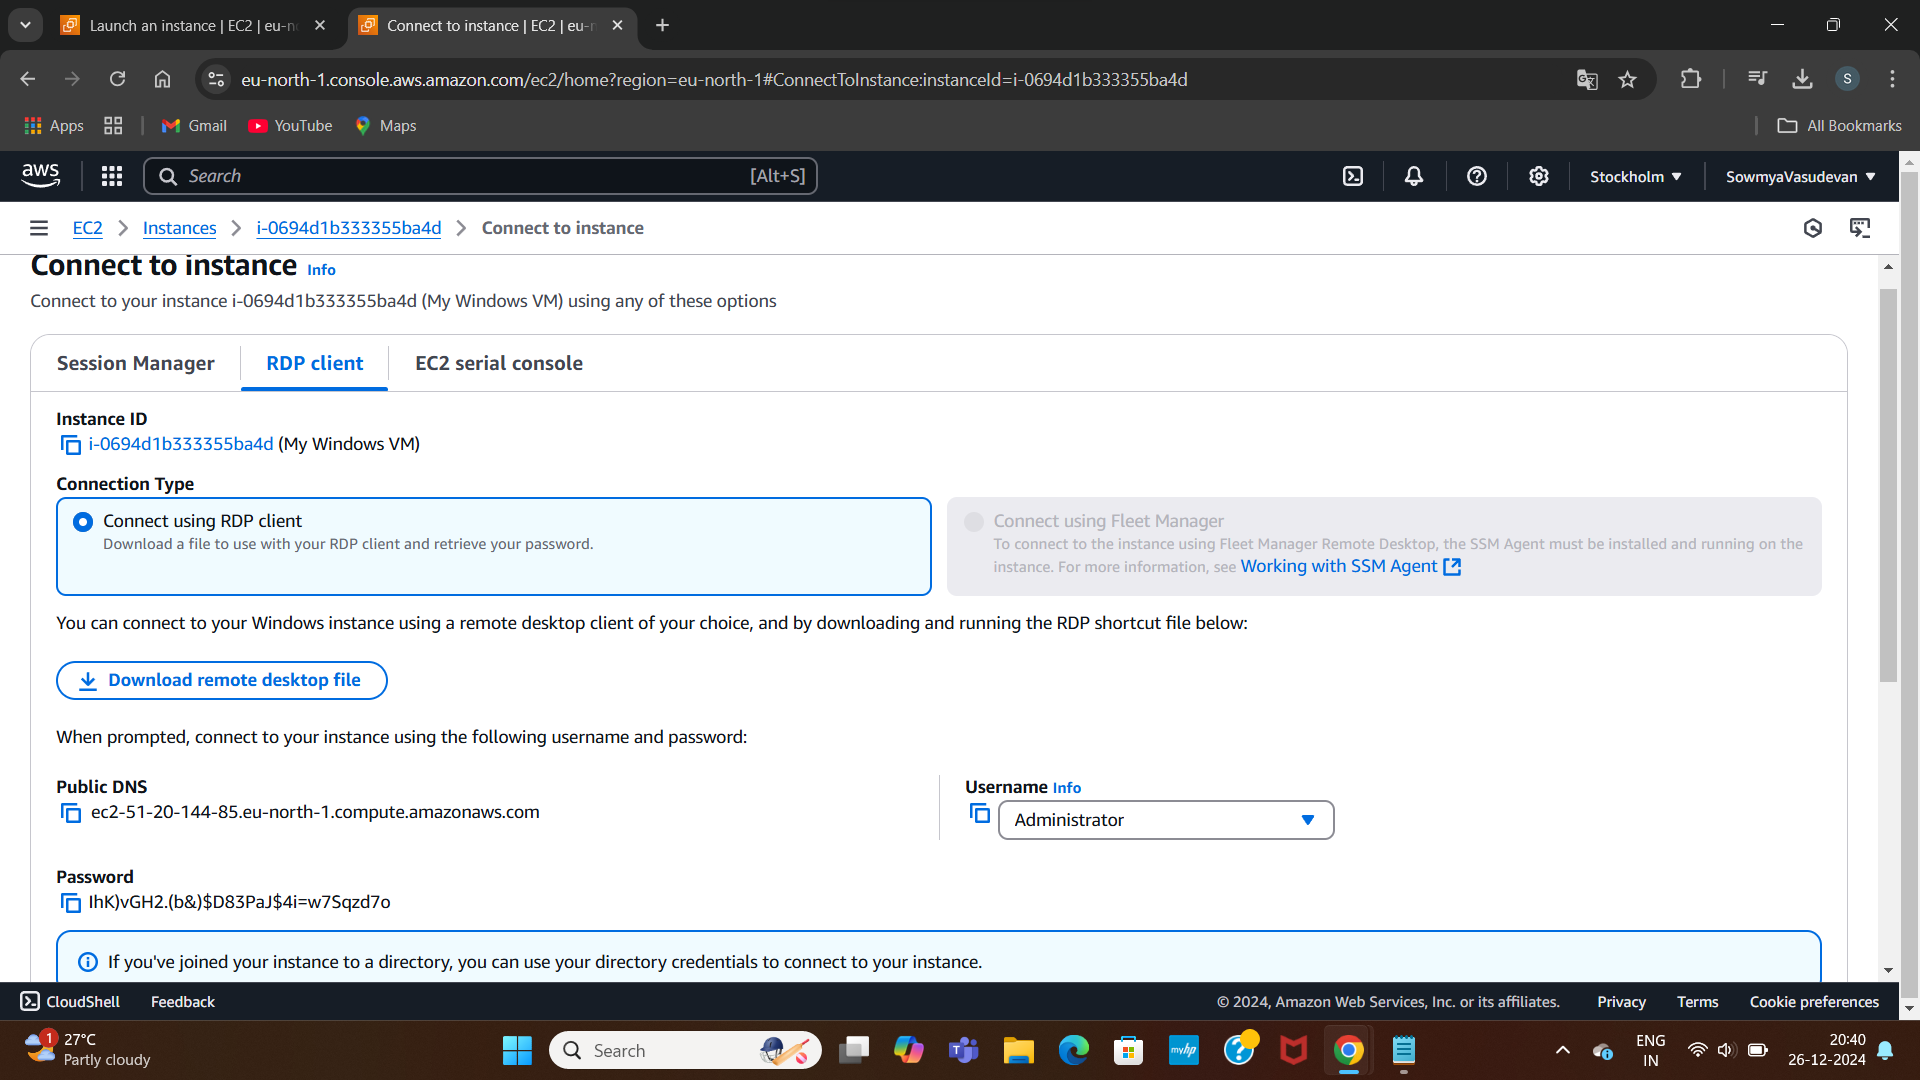 Launch an instance | EC2 | eu-n
Connect to instance | EC2 | eu-n
eu-north-1.console.aws.amazon.com/ec2/home?region=eu-north-1#ConnectToInstance:instanceId=i-0694d1b333355ba4d
S
Apps
Gmail
YouTube
Maps
All Bookmarks
aws
Search
[Alt+S]
Stockholm
SowmyaVasudevan
EC2
Instances
i-0694d1b333355ba4d
Connect to instance
Connect to instance Info
Connect to your instance i-0694d1b333355ba4d (My Windows VM) using any of these options
Session Manager
RDP client
EC2 serial console
Instance ID
i-0694d1b333355ba4d (My Windows VM)
Connection Type
Connect using RDP client
Download a file to use with your RDP client and retrieve your password.
Connect using Fleet Manager
To connect to the instance using Fleet Manager Remote Desktop, the SSM Agent must be installed and running on the
instance. For more information, see Working with SSM Agent
You can connect to your Windows instance using a remote desktop client of your choice, and by downloading and running the RDP shortcut file below:
Download remote desktop file
When prompted, connect to your instance using the following username and password:
Public DNS
ec2-51-20-144-85.eu-north-1.compute.amazonaws.com
Username Info
Administrator
Password
IhK)vGH2.(b&)$D83PaJ$4i=w7Sqzd7o
If you've joined your instance to a directory, you can use your directory credentials to connect to your instance.
CloudShell
Feedback
© 2024, Amazon Web Services, Inc. or its affiliates.
Privacy
Terms
Cookie preferences
1
27°C
Partly cloudy
Search
myhp
ENG
IN
20:40
26-12-2024